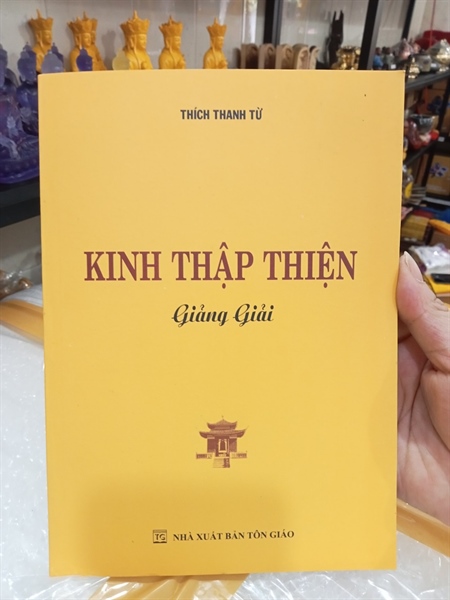 THÍCH THANH TỪ
KINH THẬP THIỆN
Giảng Giải
TG NHÀ XUẤT BẢN TÔN GIÁO